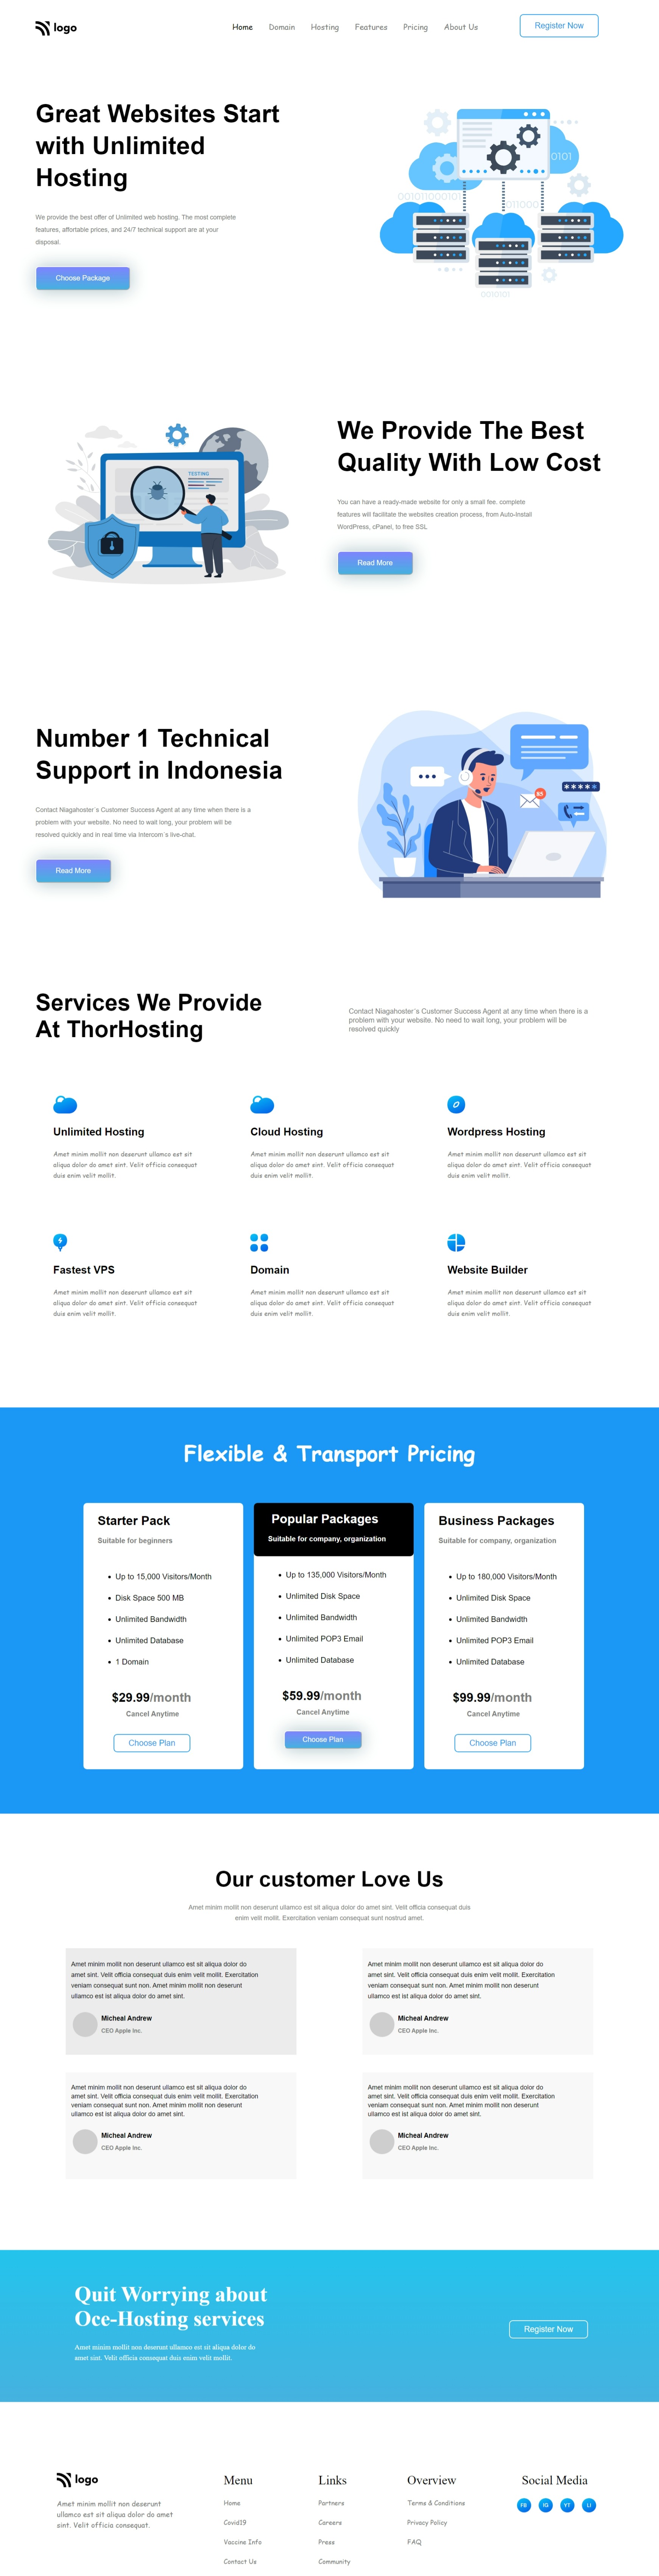 logo
Home Domain Hosting Features Pricing About Us
Register Now
Great Websites Start
with Unlimited
Hosting
We provide the best offer of Unlimited web hosting. The most complete
features, affortable prices, and 24/7 technical support are at your
disposal.
Choose Package
0101
001011000101
011000
0010101
TESTING
We Provide The Best
Quality With Low Cost
You can have a ready-made website for only a small fee. complete
features will facilitate the websites creation process, from Auto-Install
WordPress, cPanel, to free SSL
Read More
Number 1 Technical
Support in Indonesia
Contact Niagahoster´s Customer Success Agent at any time when there is a
problem with your website. No need to wait long, your problem will be
resolved quickly and in real time via Intercom´s live-chat.
Read More
85
*****
Services We Provide
At ThorHosting
Contact Niagahoster´s Customer Success Agent at any time when there is a
problem with your website. No need to wait long, your problem will be
resolved quickly
Unlimited Hosting
Amet minim mollit non deserunt ullamco est sit
aliqua dolor do amet sint. Velit officia consequat
duis enim velit mollit.
Cloud Hosting
Amet minim mollit non deserunt ullamco est sit
aliqua dolor do amet sint. Velit officia consequat
duis enim velit mollit.
Wordpress Hosting
Amet minim mollit non deserunt ullamco est sit
aliqua dolor do amet sint. Velit officia consequat
duis enim velit mollit.
Fastest VPS
Amet minim mollit non deserunt ullamco est sit
aliqua dolor do amet sint. Velit officia consequat
duis enim velit mollit.
Domain
Amet minim mollit non deserunt ullamco est sit
aliqua dolor do amet sint. Velit officia consequat
duis enim velit mollit.
Website Builder
Amet minim mollit non deserunt ullamco est sit
aliqua dolor do amet sint. Velit officia consequat
duis enim velit mollit.
Flexible & Transport Pricing
Starter Pack
Suitable for beginners
• Up to 15,000 Visitors/Month
• Disk Space 500 MB
• Unlimited Bandwidth
• Unlimited Database
• 1 Domain
$29.99/month
Cancel Anytime
Choose Plan
Popular Packages
Suitable for company, organization
• Up to 135,000 Visitors/Month
• Unlimited Disk Space
• Unlimited Bandwidth
• Unlimited POP3 Email
• Unlimited Database
$59.99/month
Cancel Anytime
Choose Plan
Business Packages
Suitable for company, organization
• Up to 180,000 Visitors/Month
• Unlimited Disk Space
• Unlimited Bandwidth
• Unlimited POP3 Email
• Unlimited Database
$99.99/month
Cancel Anytime
Choose Plan
Our customer Love Us
Amet minim mollit non deserunt ullamco est sit aliqua dolor do amet sint. Velit officia consequat duis
enim velit mollit. Exercitation veniam consequat sunt nostrud amet.
Amet minim mollit non deserunt ullamco est sit aliqua dolor do
amet sint. Velit officia consequat duis enim velit mollit. Exercitation
veniam consequat sunt non. Amet minim mollit non deserunt
ullamco est ist aliqua dolor do amet sint.
Micheal Andrew
CEO Apple Inc.
Amet minim mollit non deserunt ullamco est sit aliqua dolor do
amet sint. Velit officia consequat duis enim velit mollit. Exercitation
veniam consequat sunt non. Amet minim mollit non deserunt
ullamco est ist aliqua dolor do amet sint.
Micheal Andrew
CEO Apple Inc.
Amet minim mollit non deserunt ullamco est sit aliqua dolor do
amet sint. Velit officia consequat duis enim velit mollit. Exercitation
veniam consequat sunt non. Amet minim mollit non deserunt
ullamco est ist aliqua dolor do amet sint.
Micheal Andrew
CEO Apple Inc.
Amet minim mollit non deserunt ullamco est sit aliqua dolor do
amet sint. Velit officia consequat duis enim velit mollit. Exercitation
veniam consequat sunt non. Amet minim mollit non deserunt
ullamco est ist aliqua dolor do amet sint.
Micheal Andrew
CEO Apple Inc.
Quit Worrying about
Oce-Hosting services
Amet minim mollit non deserunt ullamco est sit aliqua dolor do
amet sint. Velit officia consequat duis enim velit mollit.
Register Now
logo
Amet minim mollit non deserunt
ullamco est sit aliqua dolor do amet
sint. Velit officia consequat.
Menu
Home
Covid19
Vaccine Info
Contact Us
Links
Partners
Careers
Press
Community
Overview
Terms & Conditions
Privacy Policy
FAQ
Social Media
FB IG YT LI